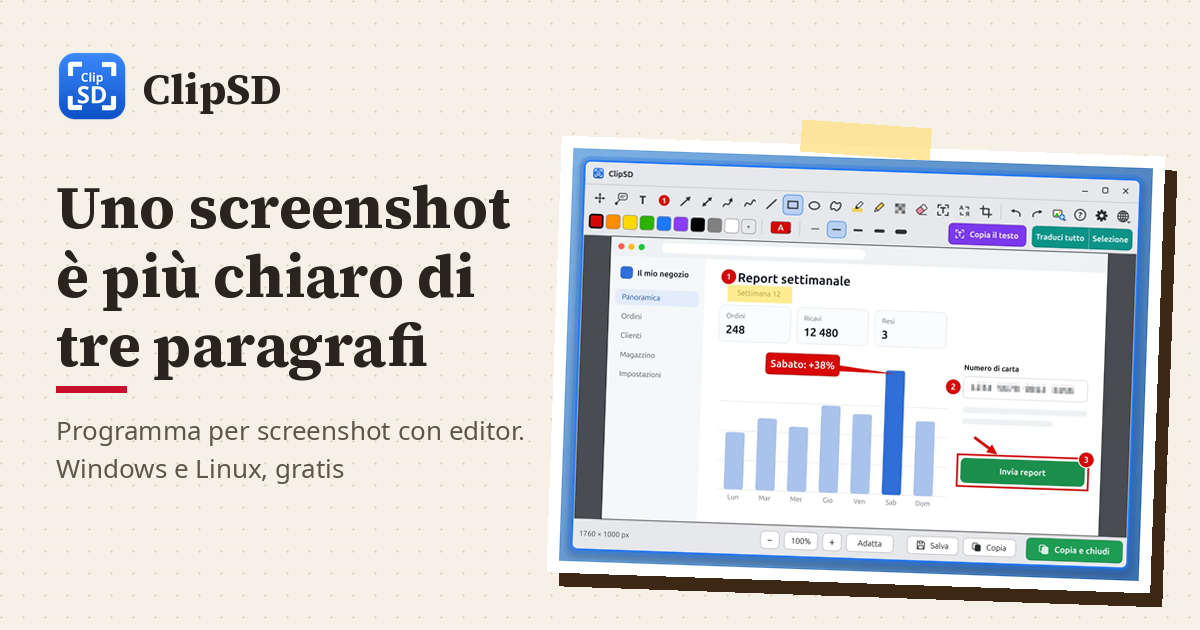 Clip
SD
ClipSD
Uno screenshot
è più chiaro di
tre paragrafi
Programma per screenshot con editor.
Windows e Linux, gratis
ClipSD
T
1
A
Copia il testo
Traduci tutto
Selezione
Il mio negozio
Panoramica
Ordini
Clienti
Magazzino
Impostazioni
1
Report settimanale
Settimana 12
Ordini
248
Ricavi
12 480
Resi
3
Sabato: +38%
Numero di carta
2
3
Invia report
Lun
Mar
Mer
Gio
Ven
Sab
Dom
1760 × 1000 px
−
100%
+
Adatta
Salva
Copia
Copia e chiudi